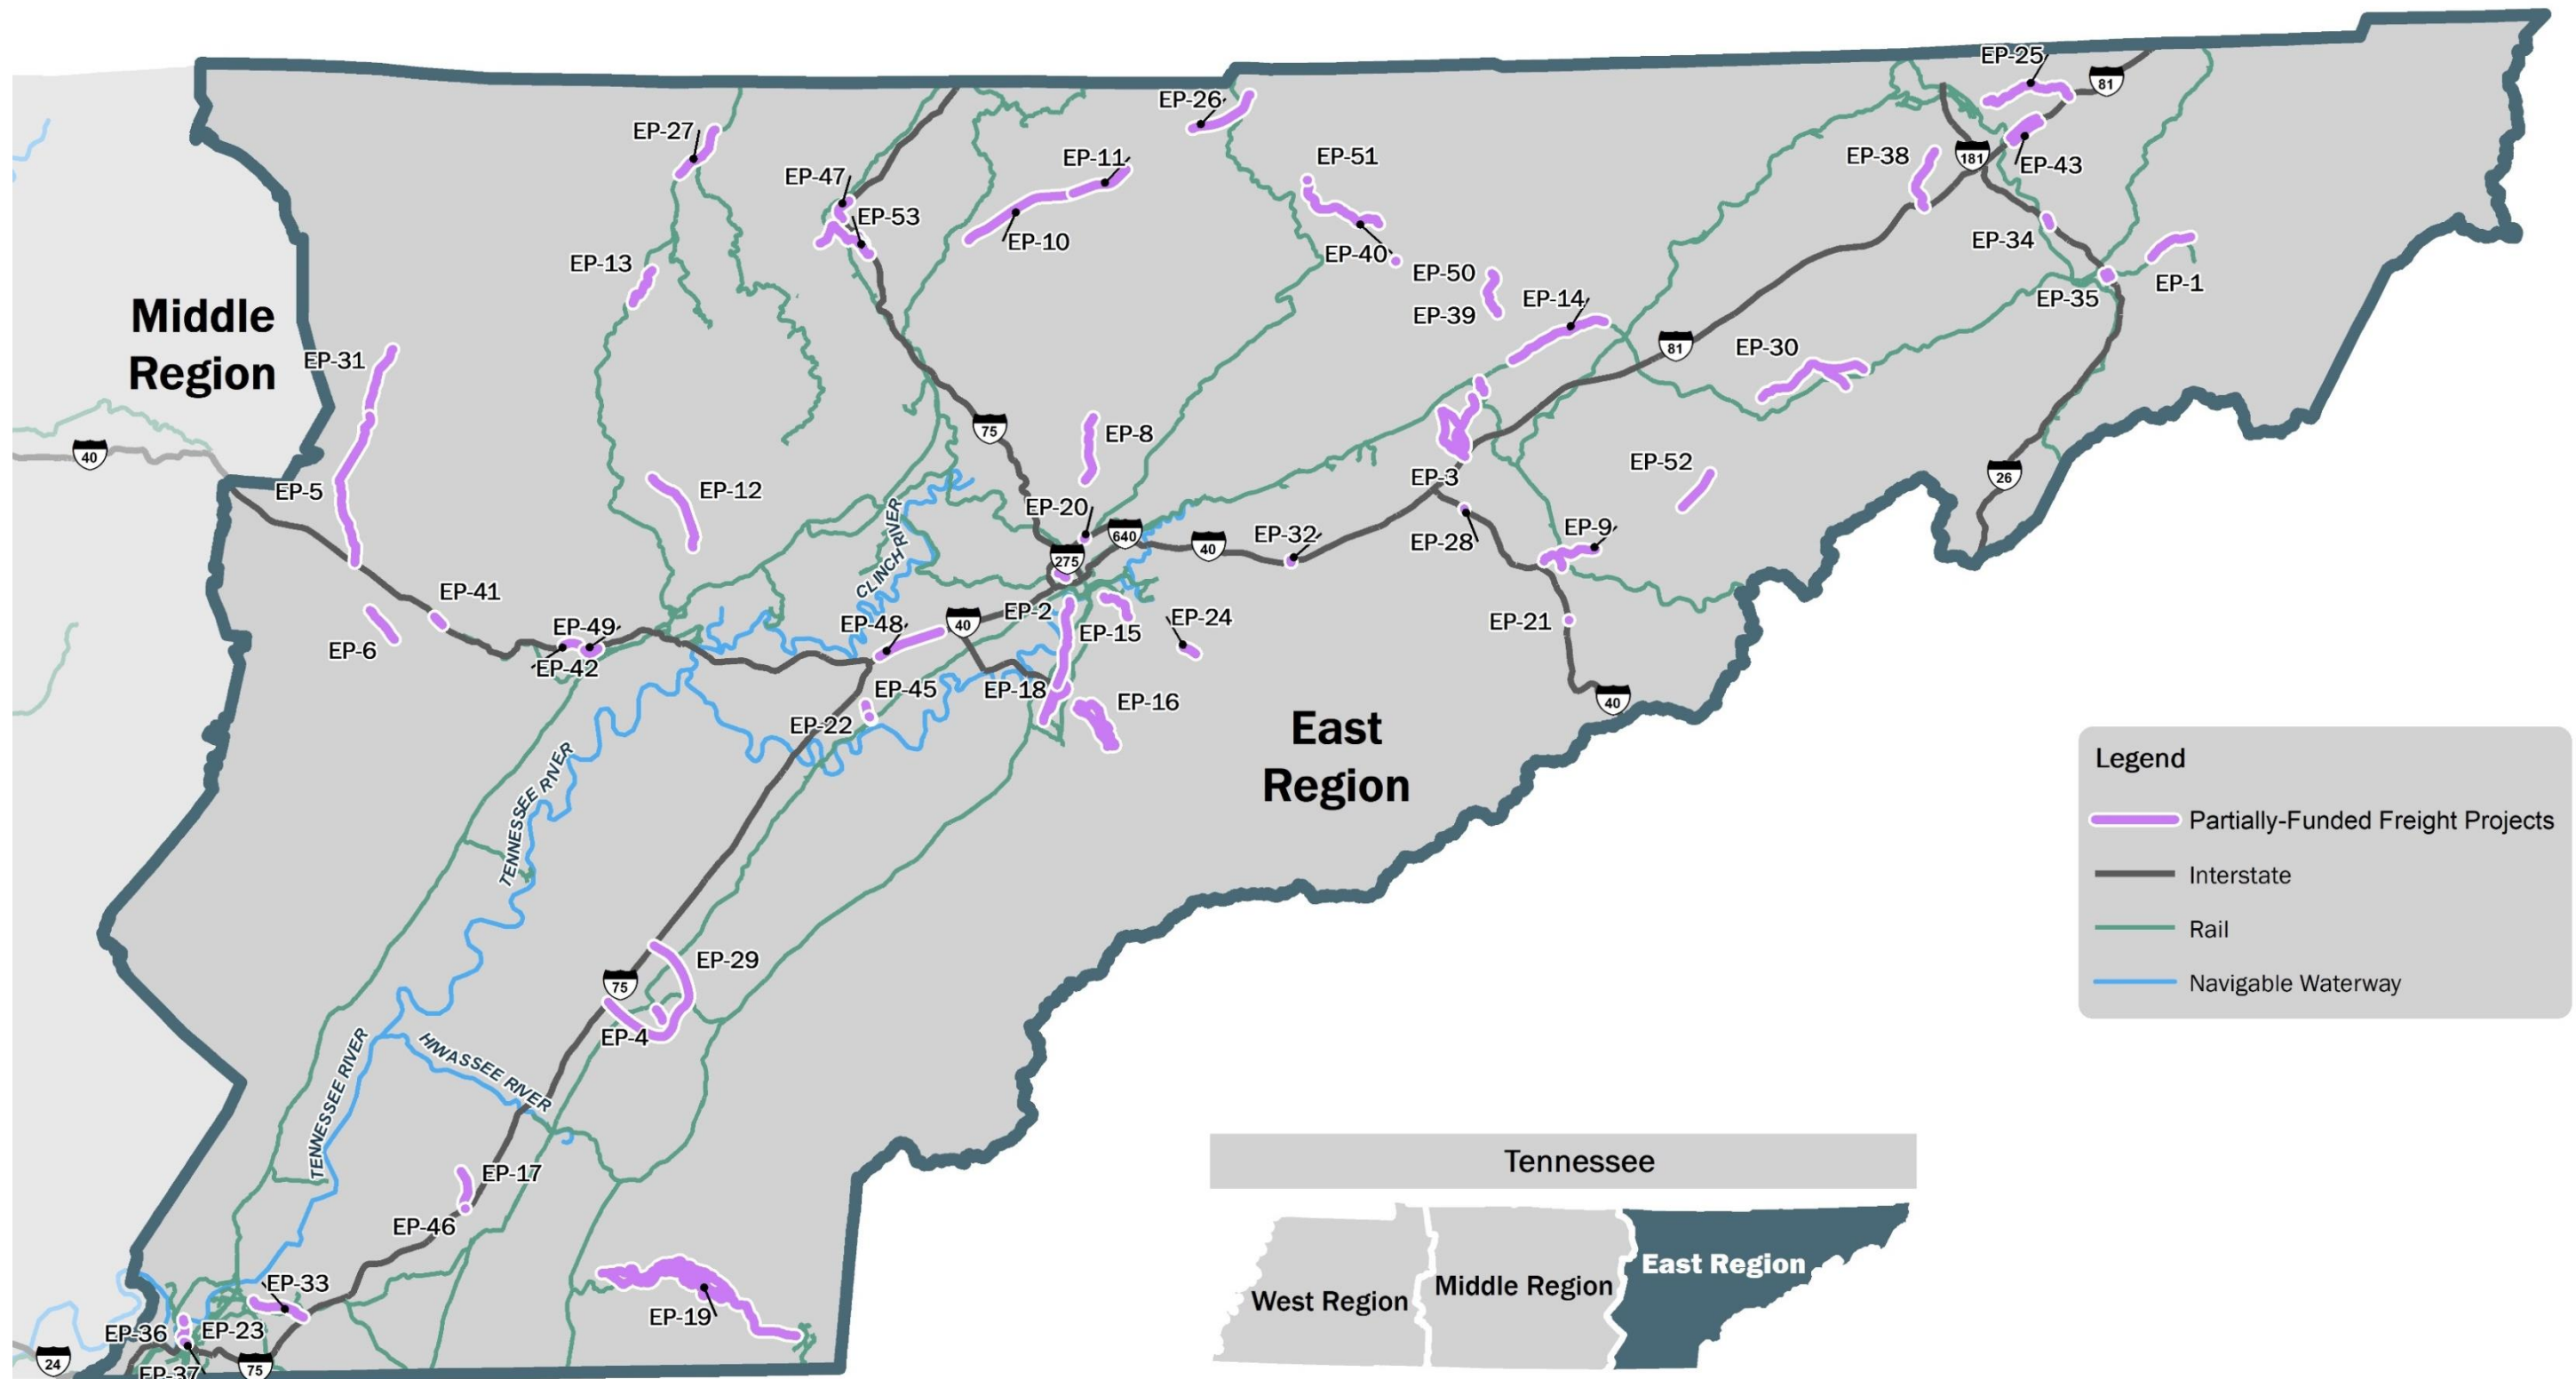 EP-25
81
EP-26
EP-27
EP-11
EP-51
EP-38
181
EP-43
EP-47
EP-53
EP-10
EP-40
EP-34
EP-13
EP-50
EP-1
EP-14
EP-35
EP-39
Middle
Region
EP-31
81
EP-30
75
EP-8
40
EP-52
EP-5
EP-12
EP-3
26
EP-20
CLINCH RIVER
640
EP-32
40
EP-28
EP-9
275
EP-41
EP-2
EP-48
40
EP-15
EP-24
EP-21
EP-49
EP-6
EP-42
EP-45
EP-18
EP-16
40
EP-22
East
Region
TENNESSEE RIVER
Legend
Partially-Funded Freight Projects
Interstate
Rail
Navigable Waterway
EP-29
75
EP-4
TENNESSEE RIVER
HIWASSEE RIVER
EP-17
EP-46
EP-33
EP-19
EP-36
EP-23
24
EP-37
75
Tennessee
West Region
Middle Region
East Region